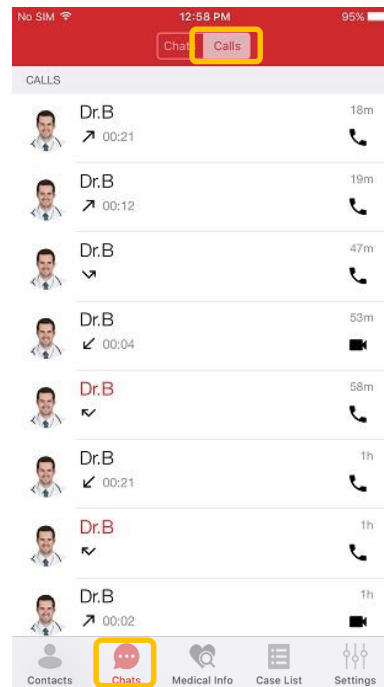 No SIM 12:58 PM 95%
Chat Calls
CALLS
Dr.B 18m
00:21
Dr.B 19m
00:12
Dr.B 47m
Dr.B 53m
00:04
Dr.B 58m
Dr.B 1h
00:21
Dr.B 1h
Dr.B 1h
00:02
Contacts Chats Medical Info Case List Settings